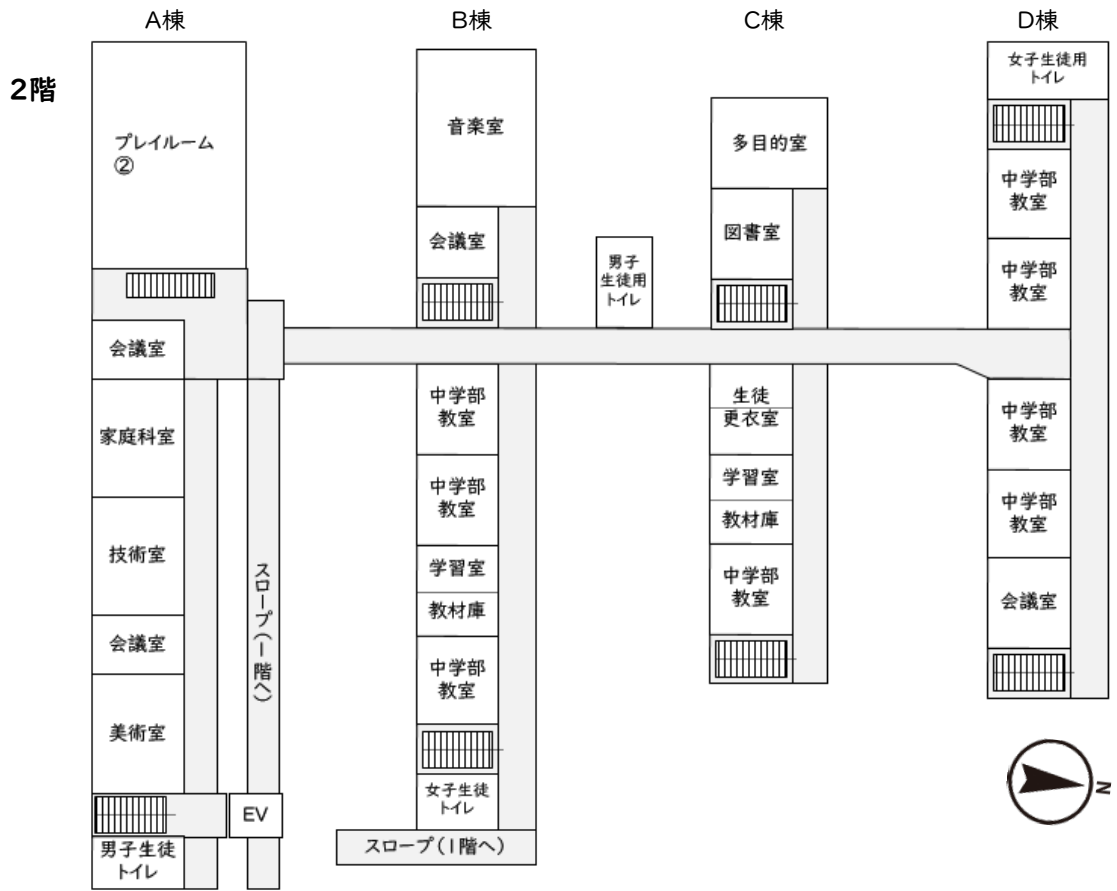 A棟
B棟
C棟
D棟
2階
プレイルーム
②
会議室
家庭科室
技術室
会議室
美術室
男子生徒
トイレ
スロープ(1階へ)
EV
音楽室
会議室
中学部
教室
中学部
教室
学習室
教材庫
中学部
教室
女子生徒
トイレ
スロープ(1階へ)
男子
生徒用
トイレ
多目的室
図書室
生徒
更衣室
学習室
教材庫
中学部
教室
女子生徒用
トイレ
中学部
教室
中学部
教室
中学部
教室
中学部
教室
会議室
N